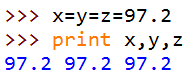 >>> x=y=z=97.2
>>> print x,y,z
97.2 97.2 97.2